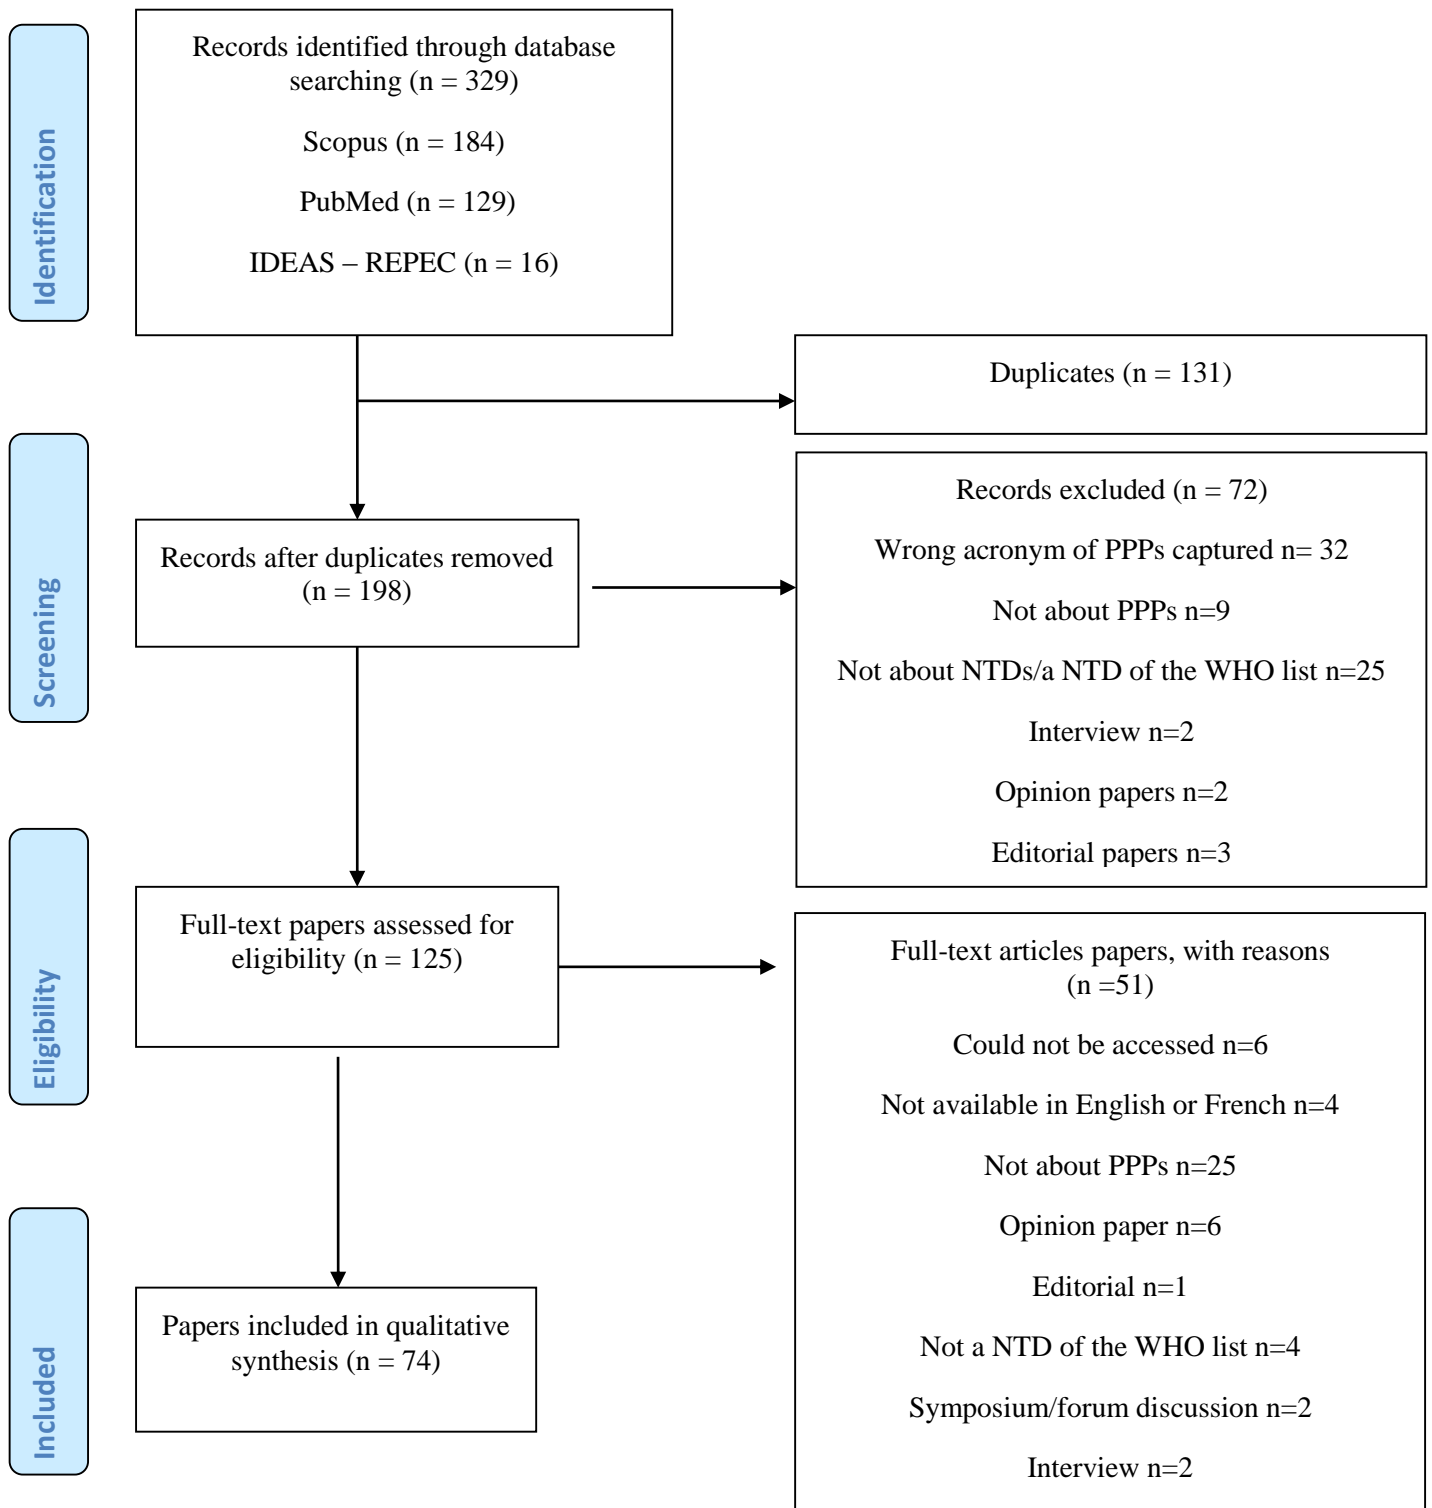 Identification
Records identified through database
searching (n = 329)
Scopus (n = 184)
PubMed (n = 129)
IDEAS – REPEC (n = 16)
Duplicates (n = 131)
Screening
Records after duplicates removed
(n = 198)
Records excluded (n = 72)
Wrong acronym of PPPs captured n= 32
Not about PPPs n=9
Not about NTDs/a NTD of the WHO list n=25
Interview n=2
Opinion papers n=2
Editorial papers n=3
Eligibility
Full-text papers assessed for
eligibility (n = 125)
Full-text articles papers, with reasons
(n =51)
Could not be accessed n=6
Not available in English or French n=4
Not about PPPs n=25
Opinion paper n=6
Editorial n=1
Not a NTD of the WHO list n=4
Symposium/forum discussion n=2
Interview n=2
Included
Papers included in qualitative
synthesis (n = 74)